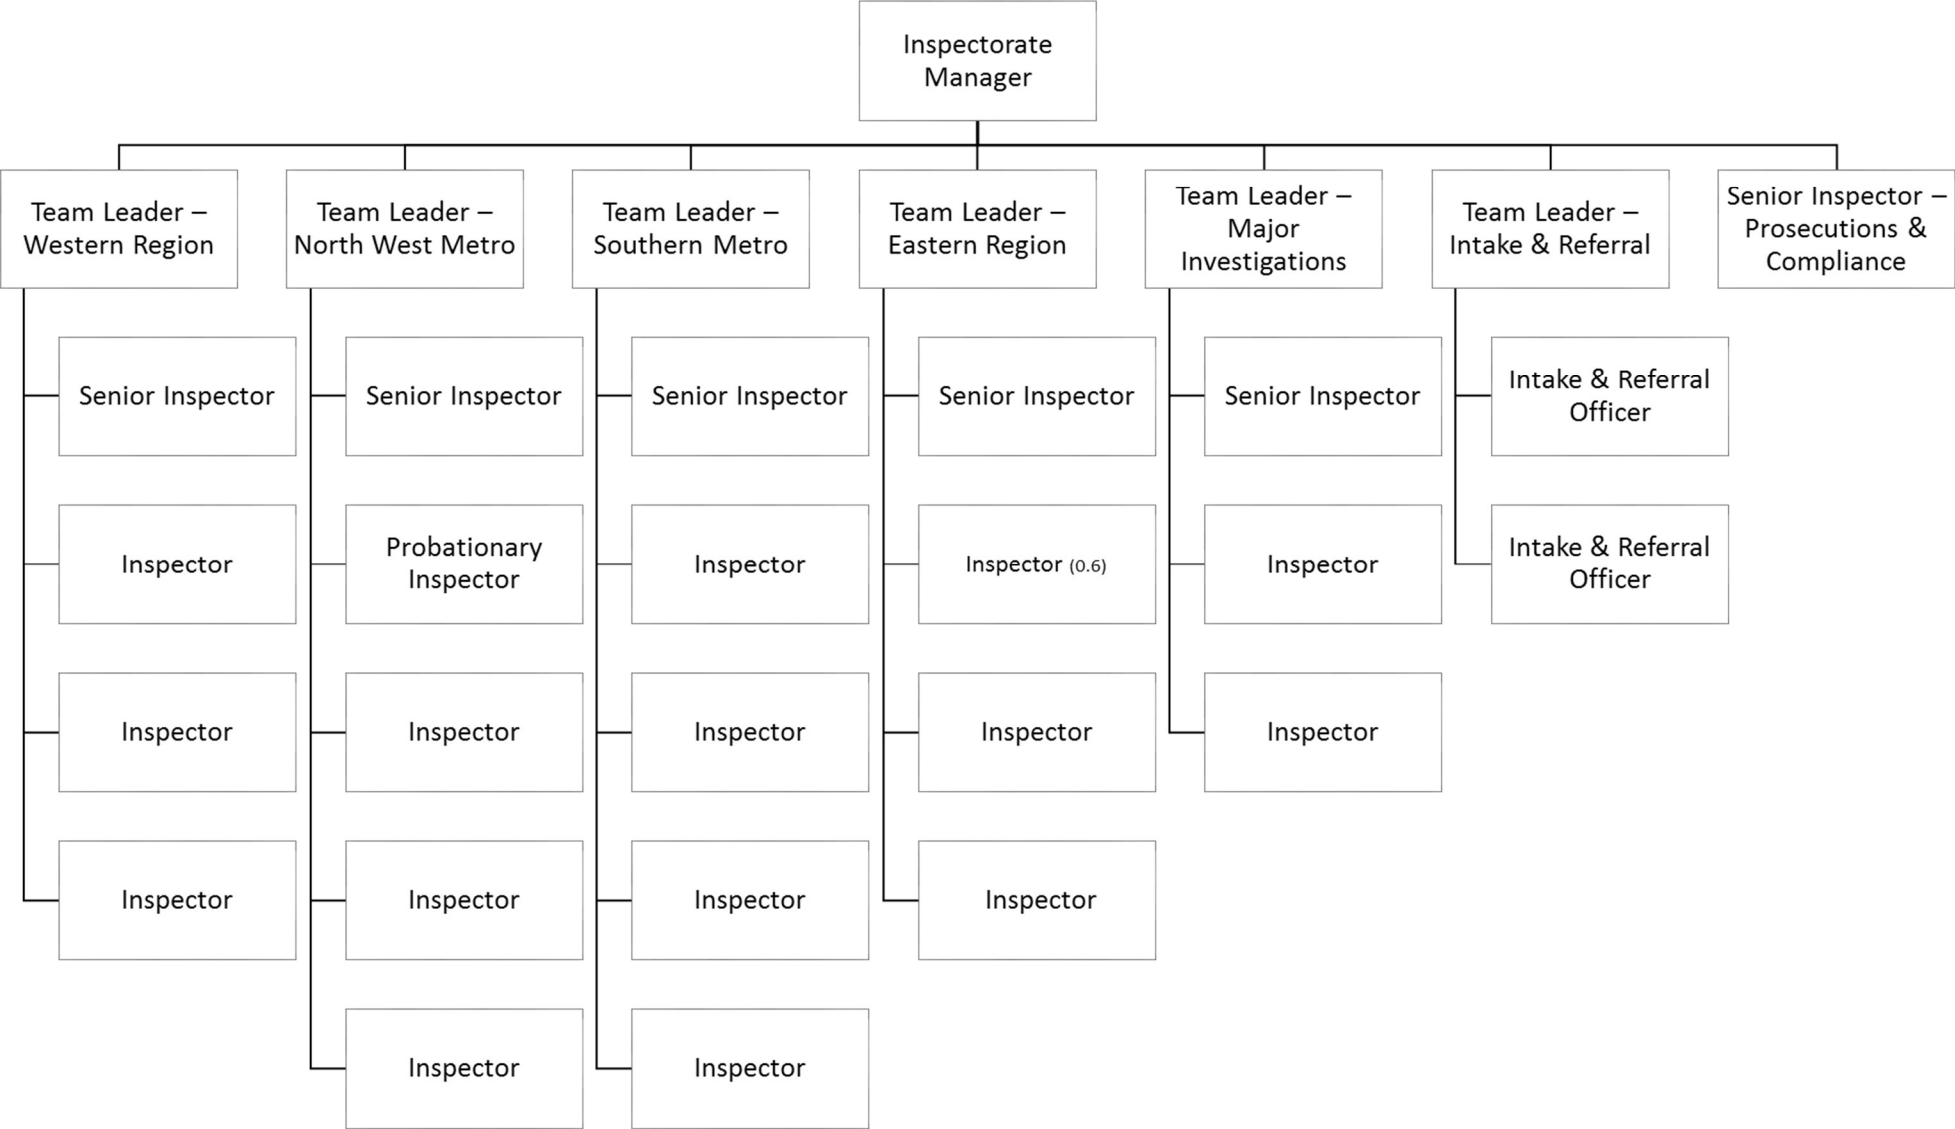 Inspectorate
Manager
Team Leader –
Western Region
Team Leader –
North West Metro
Team Leader –
Southern Metro
Team Leader –
Eastern Region
Team Leader –
Major
Investigations
Team Leader –
Intake & Referral
Senior Inspector –
Prosecutions &
Compliance
Senior Inspector
Inspector
Inspector
Inspector
Senior Inspector
Probationary
Inspector
Inspector
Inspector
Inspector
Senior Inspector
Inspector
Inspector
Inspector
Inspector
Senior Inspector
Inspector (0.6)
Inspector
Inspector
Senior Inspector
Inspector
Inspector
Intake & Referral
Officer
Intake & Referral
Officer